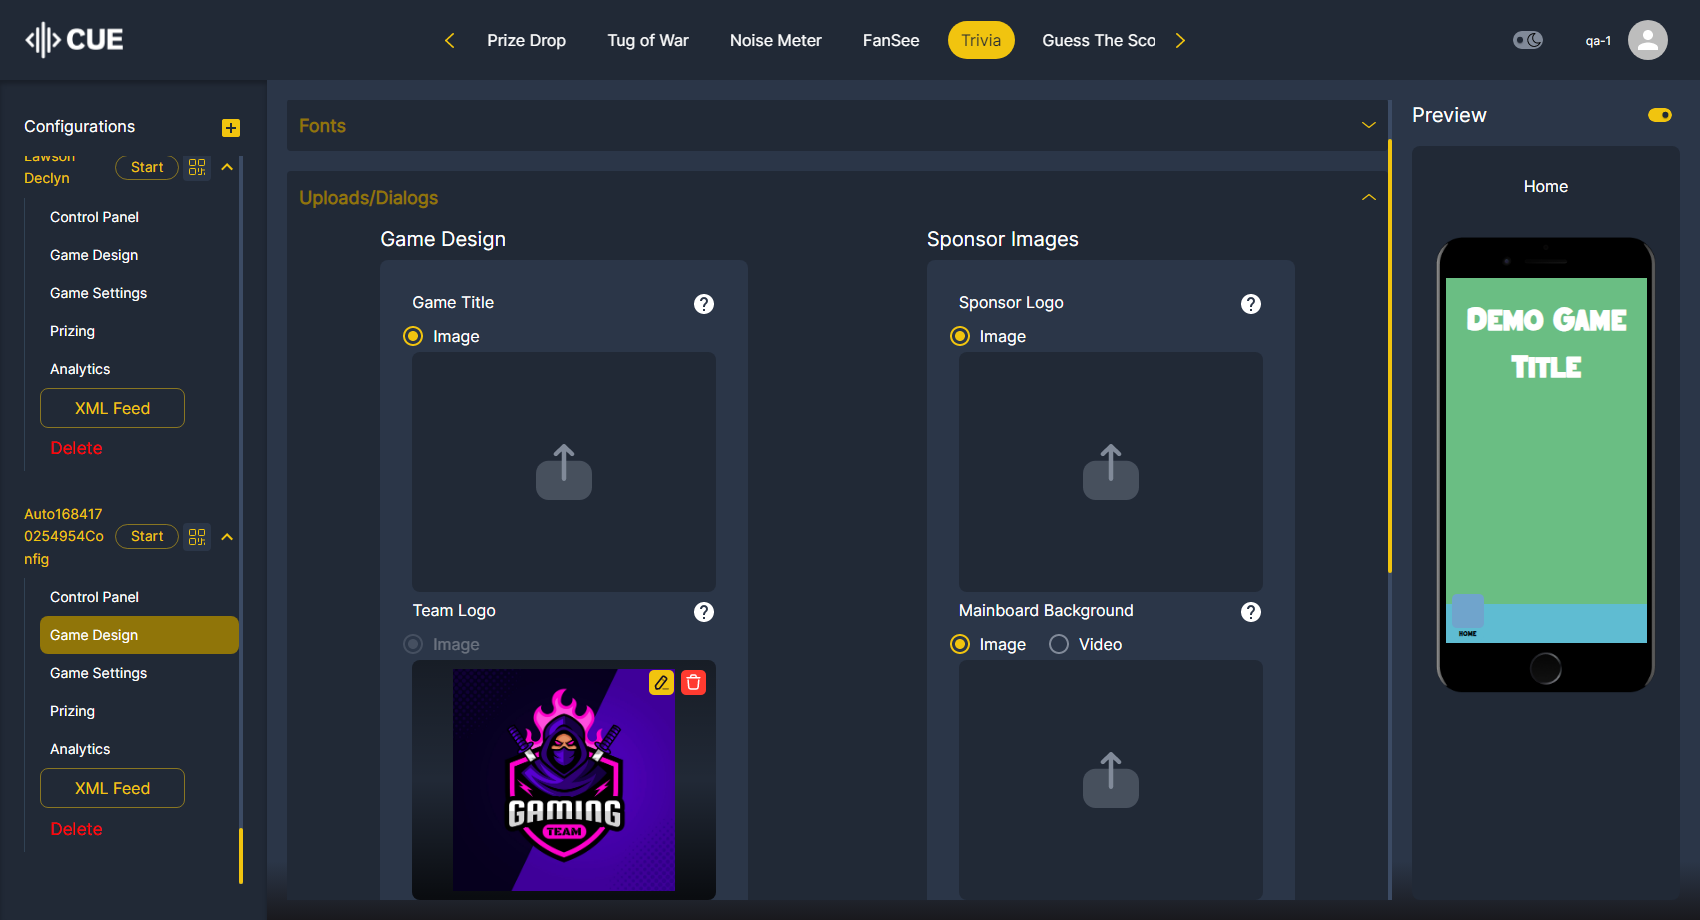 CUE
Prize Drop
Tug of War
Noise Meter
FanSee
Trivia
Guess The Sco
qa-1
Configurations
Lawson
Declyn
Start
Control Panel
Game Design
Game Settings
Prizing
Analytics
XML Feed
Delete
Auto168417
0254954Co
nfig
Start
Control Panel
Game Design
Game Settings
Prizing
Analytics
XML Feed
Delete
Fonts
Uploads/Dialogs
Game Design
Game Title
?
Image
Team Logo
?
Image
GAMING
TEAM
Sponsor Images
Sponsor Logo
?
Image
Mainboard Background
?
Image
Video
Preview
Home
DEMO GAME
TITLE
HOME